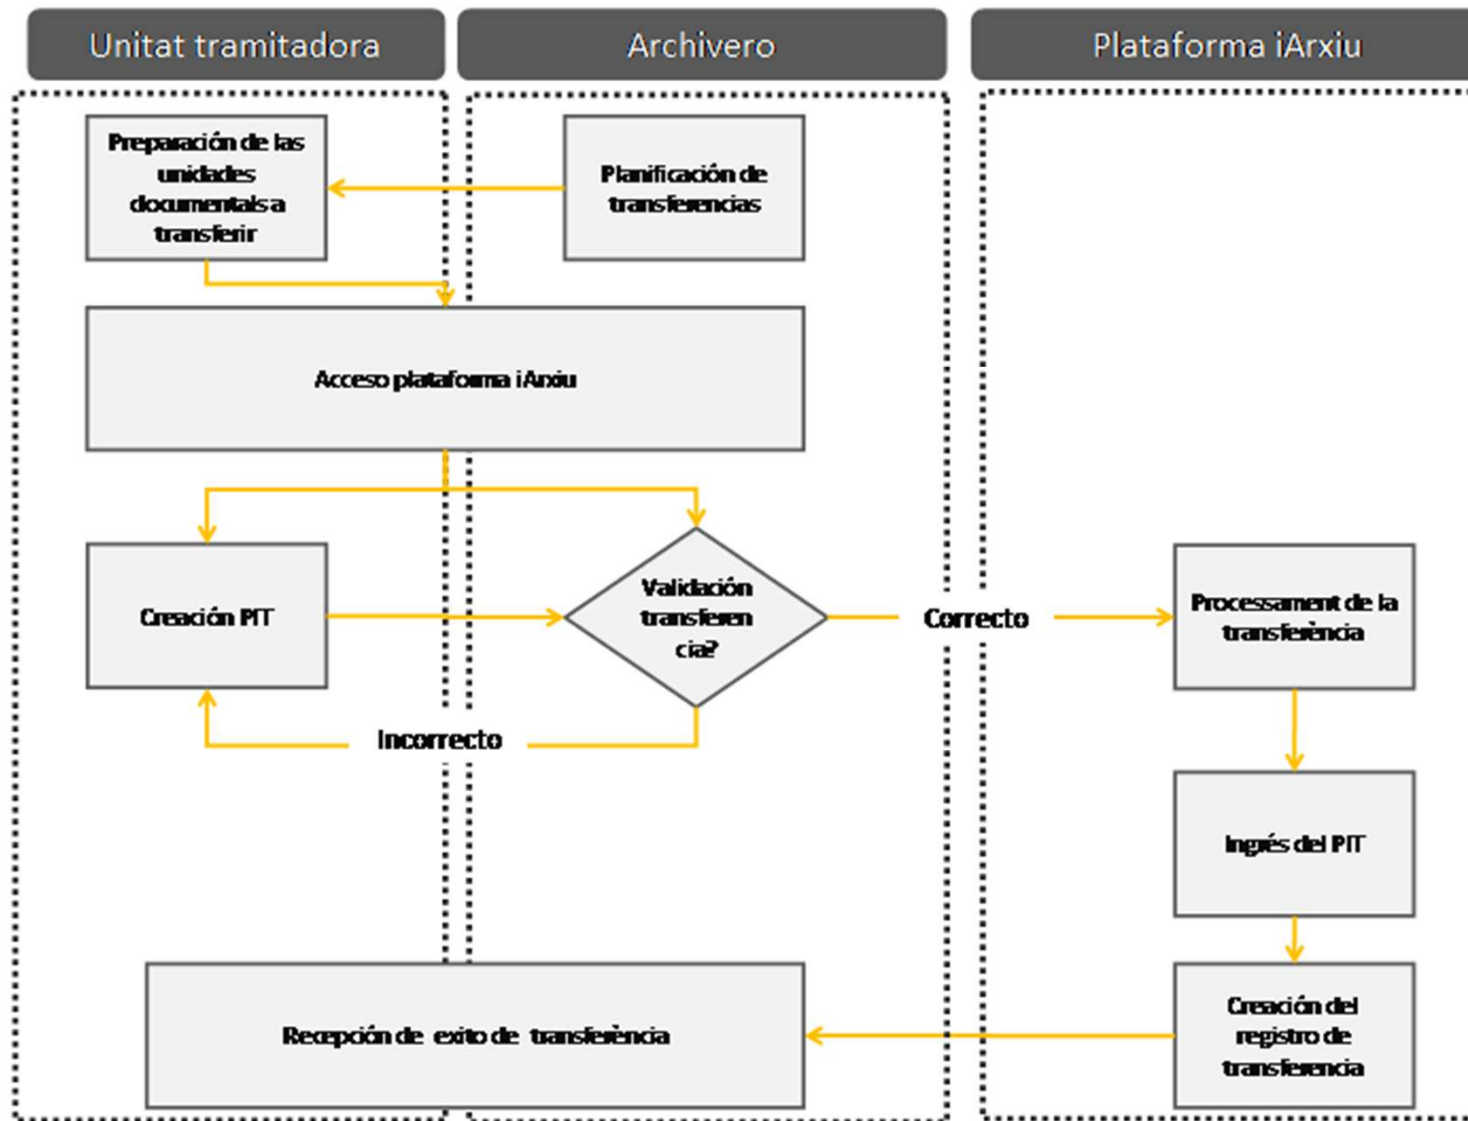 Unitat tramitadora
Archivero
Plataforma iArxiu
Preparación de las
unidades
documentals a
transferir
Planificación de
transferencias
Acceso plataforma iArxiu
Creación PIT
Validación
transferen
cia?
Correcto
Processament de la
transferència
Incorrecto
Ingrés del PIT
Recepción de exito de transferència
Creación del
registro de
transferencia